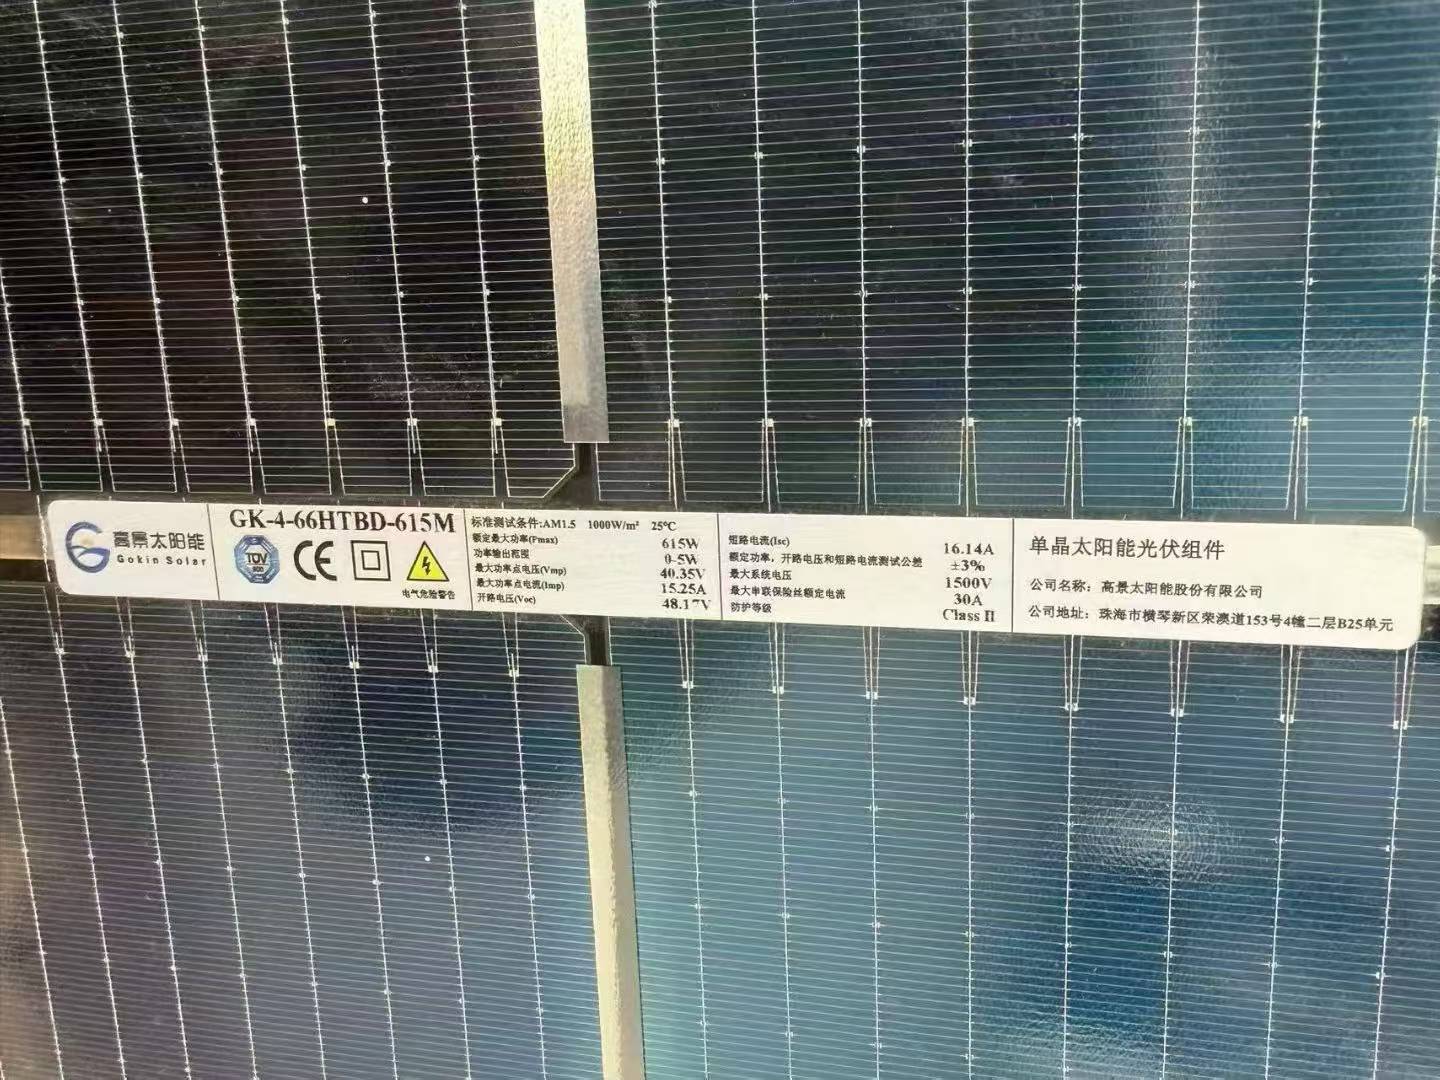 高景太阳能
Gokin Solar
GK-4-66HTBD-615M
TÜV
CE
电气危险警告
标准测试条件:AM1.5 1000W/m² 25℃
额定最大功率(Pmax) 615W
功率输出范围 0-5W
最大功率点电压(Vmp) 40.35V
最大功率点电流(Imp) 15.25A
开路电压(Voc) 48.17V
短路电流(Isc) 16.14A
额定功率，开路电压和短路电流测试公差 ±3%
最大系统电压 1500V
最大串联保险丝额定电流 30A
防护等级 Class II
单晶太阳能光伏组件
公司名称：高景太阳能股份有限公司
公司地址：珠海市横琴新区荣澳道153号4幢二层B25单元